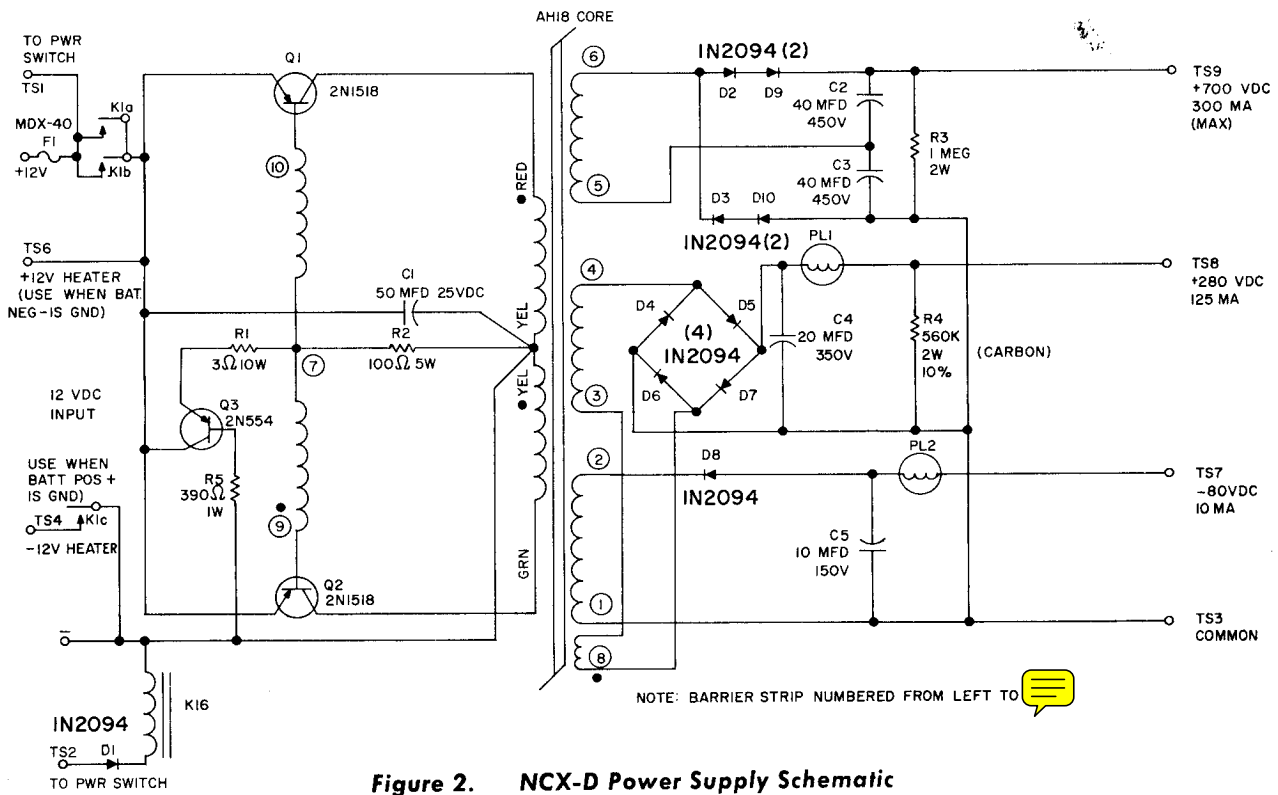 AH18 CORE
TO PWR
SWITCH
TS1
MDX-40
F1
+12V
K1a
K1b
Q1
2N1518
10
RED
6
5
IN2094 (2)
D2
D9
C2
40 MFD
450V
C3
40 MFD
450V
R3
1 MEG
2W
D3
D10
IN2094(2)
TS9
+700 VDC
300 MA
(MAX)
TS6
+12V HEATER
(USE WHEN BAT.
NEG-IS GND)
C1
50 MFD 25VDC
R1
3Ω 10W
7
R2
100Ω 5W
YEL
YEL
4
3
D4
D5
(4)
IN2094
D6
D7
PL1
C4
20 MFD
350V
R4
560K
2W
10%
(CARBON)
TS8
+280 VDC
125 MA
12 VDC
INPUT
Q3
2N554
USE WHEN
BATT POS +
IS GND)
TS4
K1c
-12V HEATER
R5
390Ω
1W
9
GRN
Q2
2N1518
2
1
8
D8
IN2094
PL2
C5
10 MFD
150V
TS7
-80VDC
10 MA
TS3
COMMON
–
K16
IN2094
TS2
D1
TO PWR SWITCH
NOTE: BARRIER STRIP NUMBERED FROM LEFT TO
Figure 2. NCX-D Power Supply Schematic